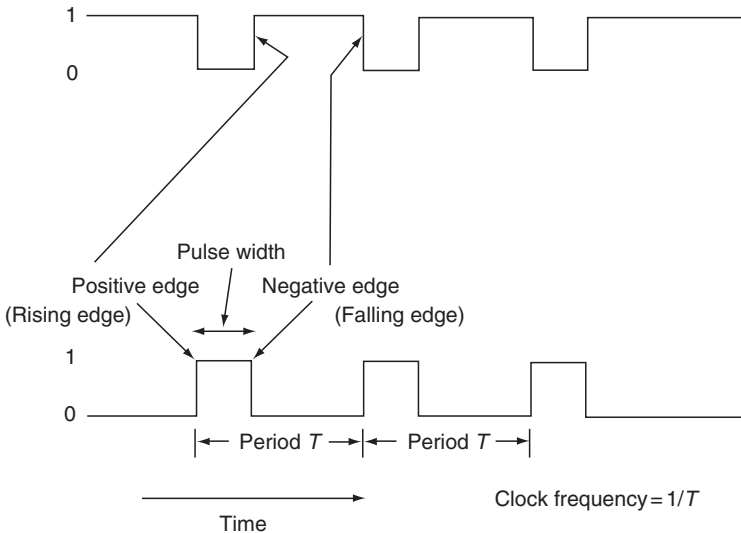 1
0
Pulse width
Positive edge
Negative edge
(Rising edge)
(Falling edge)
1
0
Period T
Period T
Clock frequency = 1/T
Time